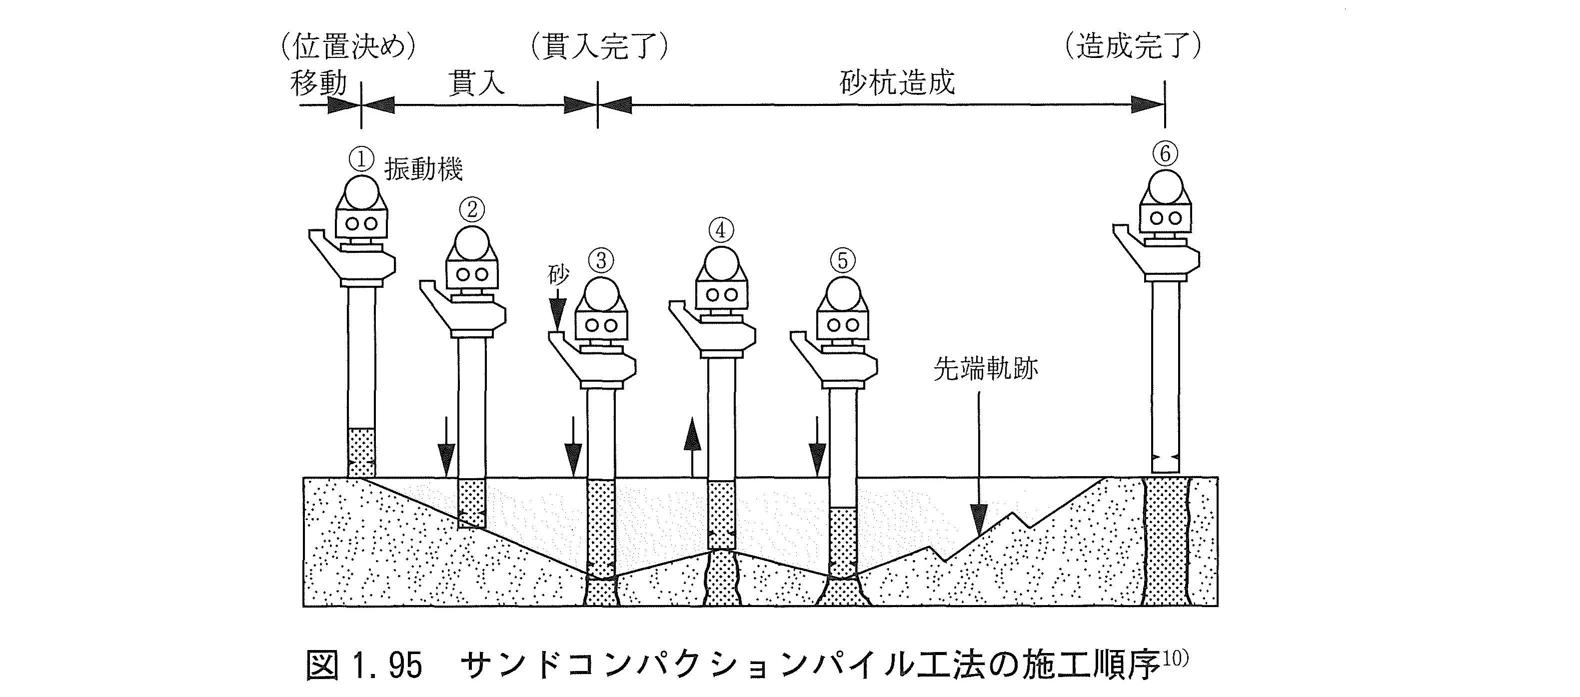 (位置決め)
(貫入完了)
(造成完了)
移動
貫入
砂杭造成
①
振動機
②
③
④
⑤
⑥
砂
先端軌跡
図 1.95 サンドコンパクションパイル工法の施工順序10)